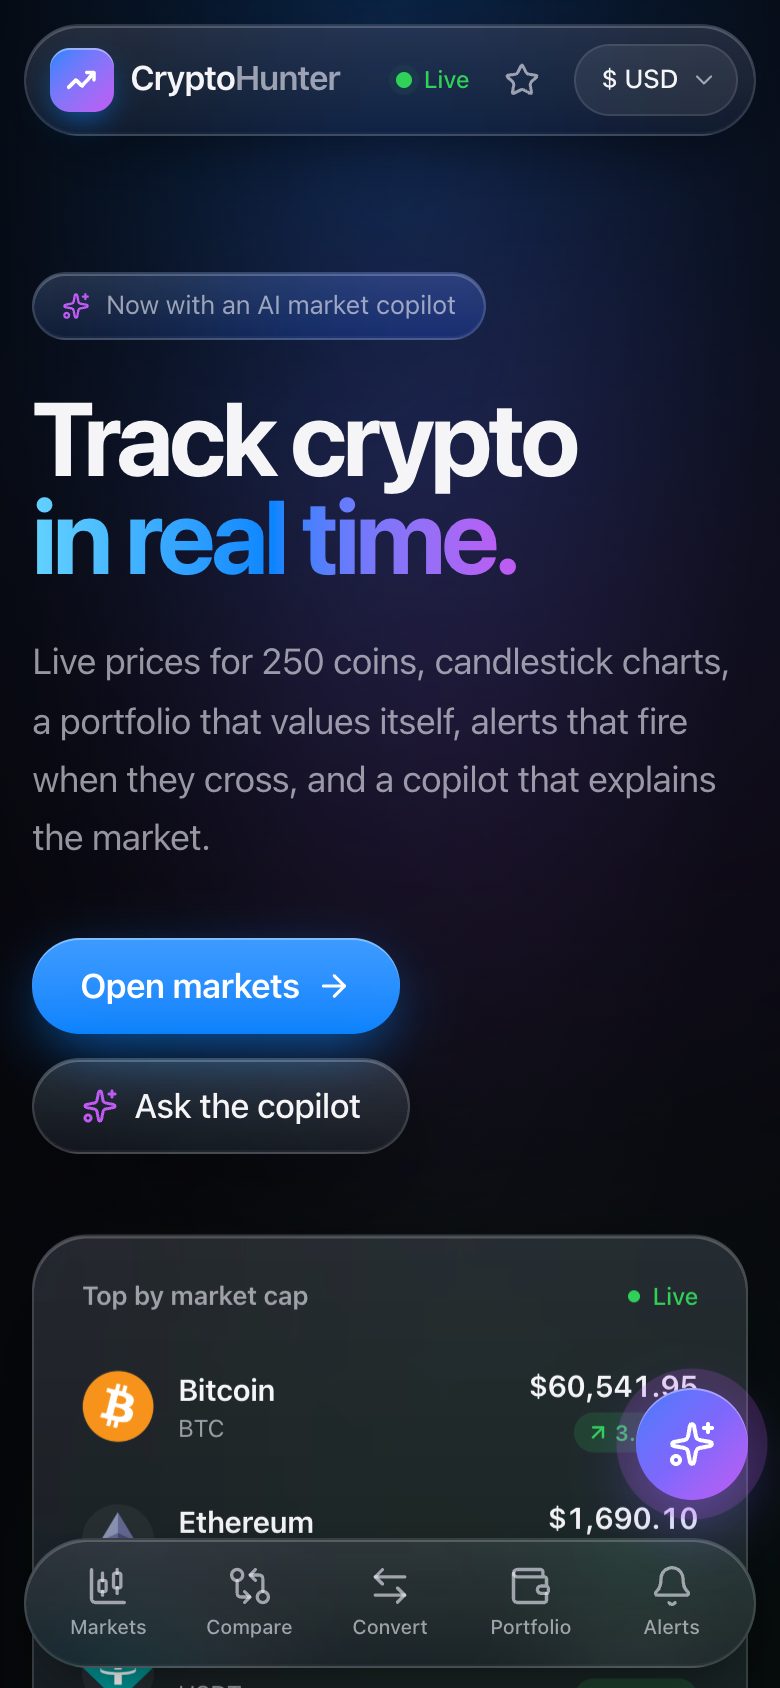 CryptoHunter
Live
$ USD
Now with an AI market copilot
Track crypto
in real time.
Live prices for 250 coins, candlestick charts,
a portfolio that values itself, alerts that fire
when they cross, and a copilot that explains
the market.
Open markets
Ask the copilot
Top by market cap
Live
Bitcoin
$60,541.95
BTC
3.
Ethereum
$1,690.10
Markets
Compare
Convert
Portfolio
Alerts